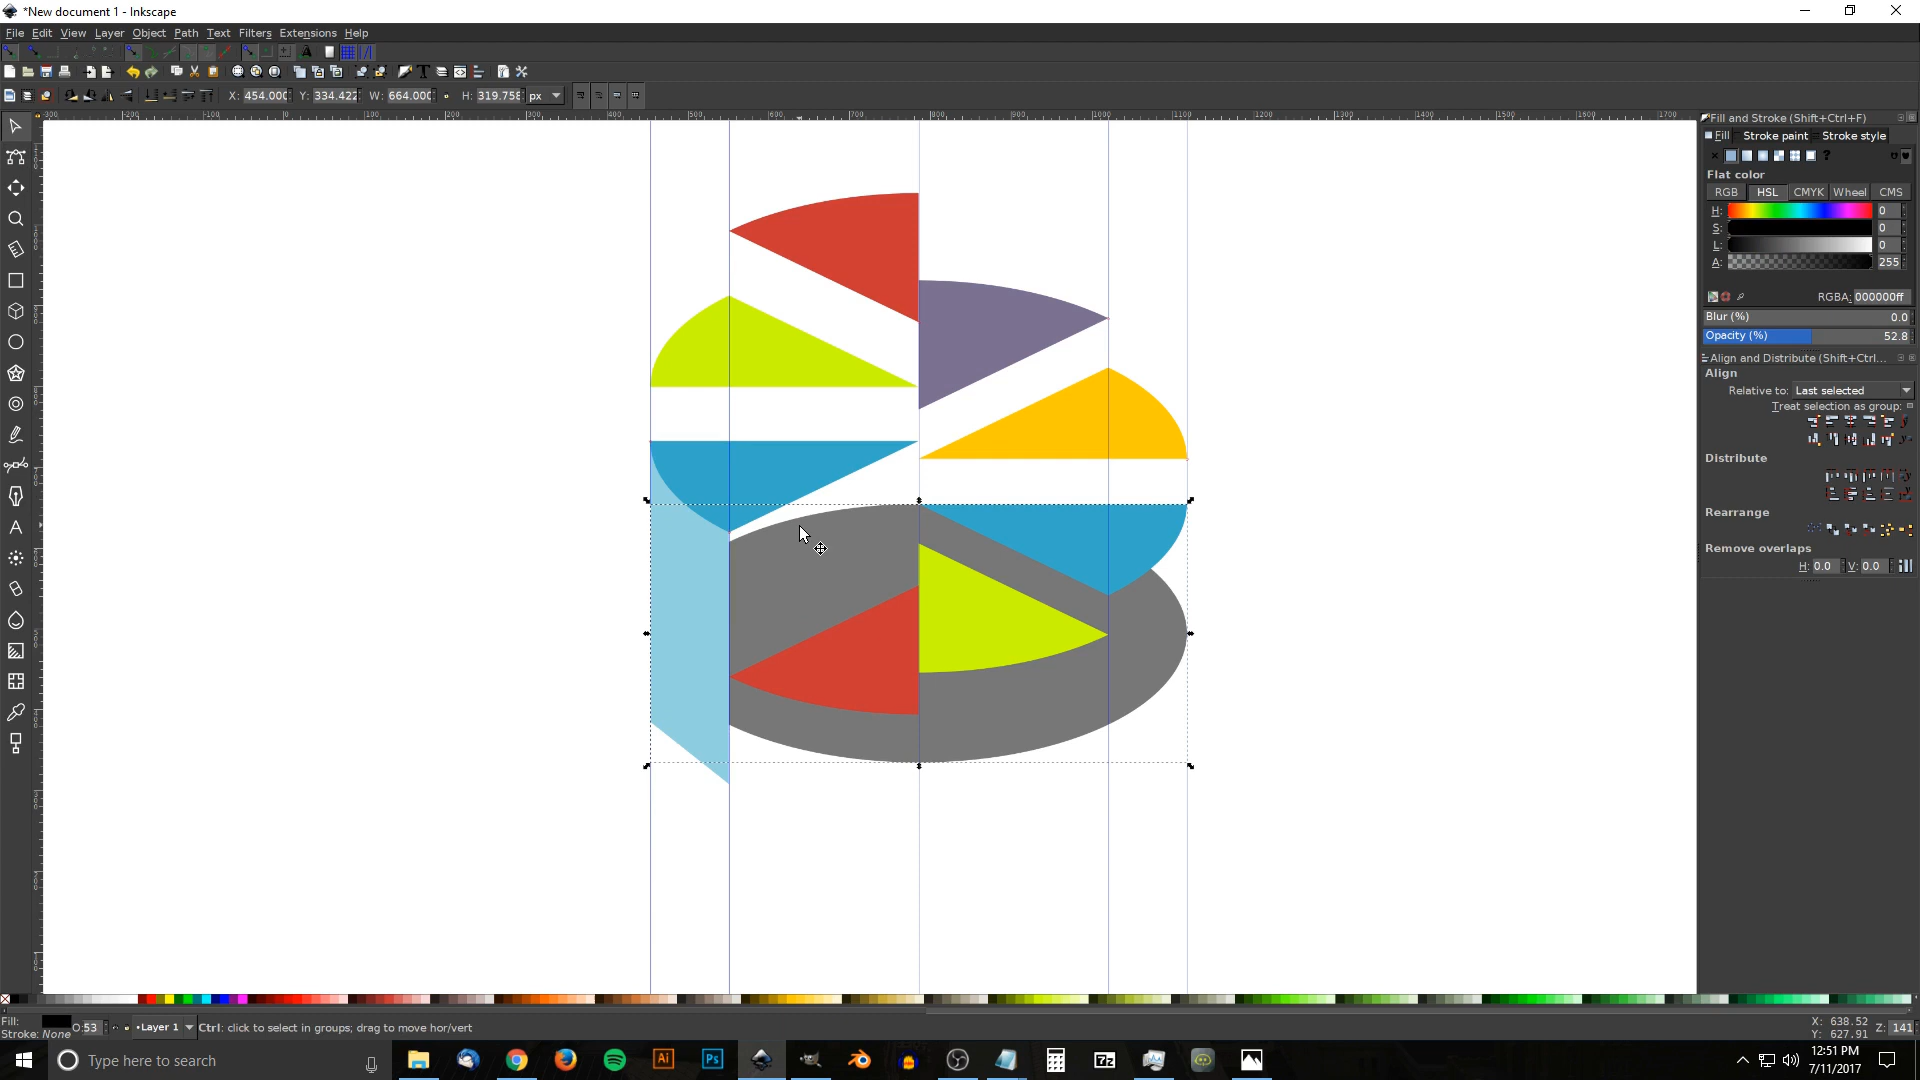 *New document 1 - Inkscape
File Edit View Layer Object Path Text Filters Extensions Help
X: 454.000 Y: 334.422 W: 664.000 H: 319.758 px
Fill and Stroke (Shift+Ctrl+F)
Fill Stroke paint Stroke style
Flat color
RGB HSL CMYK Wheel CMS
H: 0
S: 0
L: 0
A: 255
RGBA: 000000ff
Blur (%) 0.0
Opacity (%) 52.8
Align and Distribute (Shift+Ctrl...
Align
Relative to: Last selected
Treat selection as group:
Distribute
Rearrange
Remove overlaps
H: 0.0 V: 0.0
Fill: O:53 •Layer 1 Ctrl: click to select in groups; drag to move hor/vert
Stroke: None
X: 638.52
Y: 627.91
Z: 141
Type here to search
Ai
Ps
7z
12:51 PM
7/11/2017